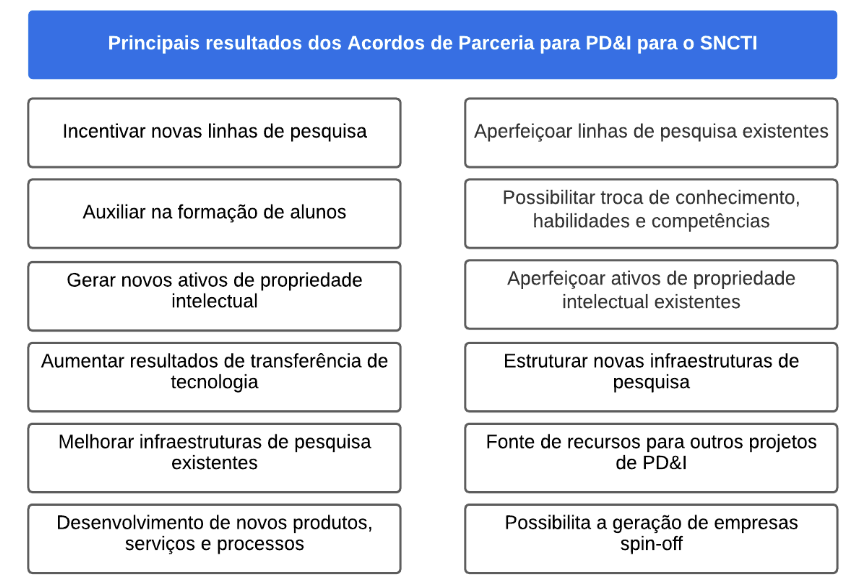 Principais resultados dos Acordos de Parceria para PD&I para o SNCTI
Incentivar novas linhas de pesquisa
Aperfeiçoar linhas de pesquisa existentes
Auxiliar na formação de alunos
Possibilitar troca de conhecimento,
habilidades e competências
Gerar novos ativos de propriedade
intelectual
Aperfeiçoar ativos de propriedade
intelectual existentes
Aumentar resultados de transferência de
tecnologia
Estruturar novas infraestruturas de
pesquisa
Melhorar infraestruturas de pesquisa
existentes
Fonte de recursos para outros projetos
de PD&I
Desenvolvimento de novos produtos,
serviços e processos
Possibilita a geração de empresas
spin-off